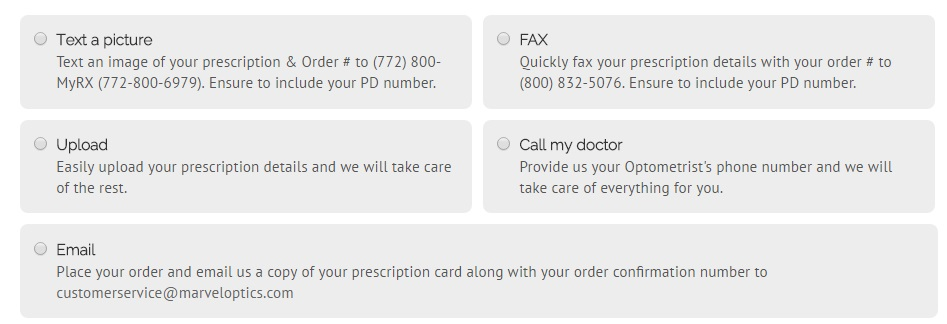 Text a picture
Text an image of your prescription & Order # to (772) 800-
MyRX (772-800-6979). Ensure to include your PD number.
FAX
Quickly fax your prescription details with your order # to
(800) 832-5076. Ensure to include your PD number.
Upload
Easily upload your prescription details and we will take care
of the rest.
Call my doctor
Provide us your Optometrist's phone number and we will
take care of everything for you.
Email
Place your order and email us a copy of your prescription card along with your order confirmation number to
customerservice@marveloptics.com